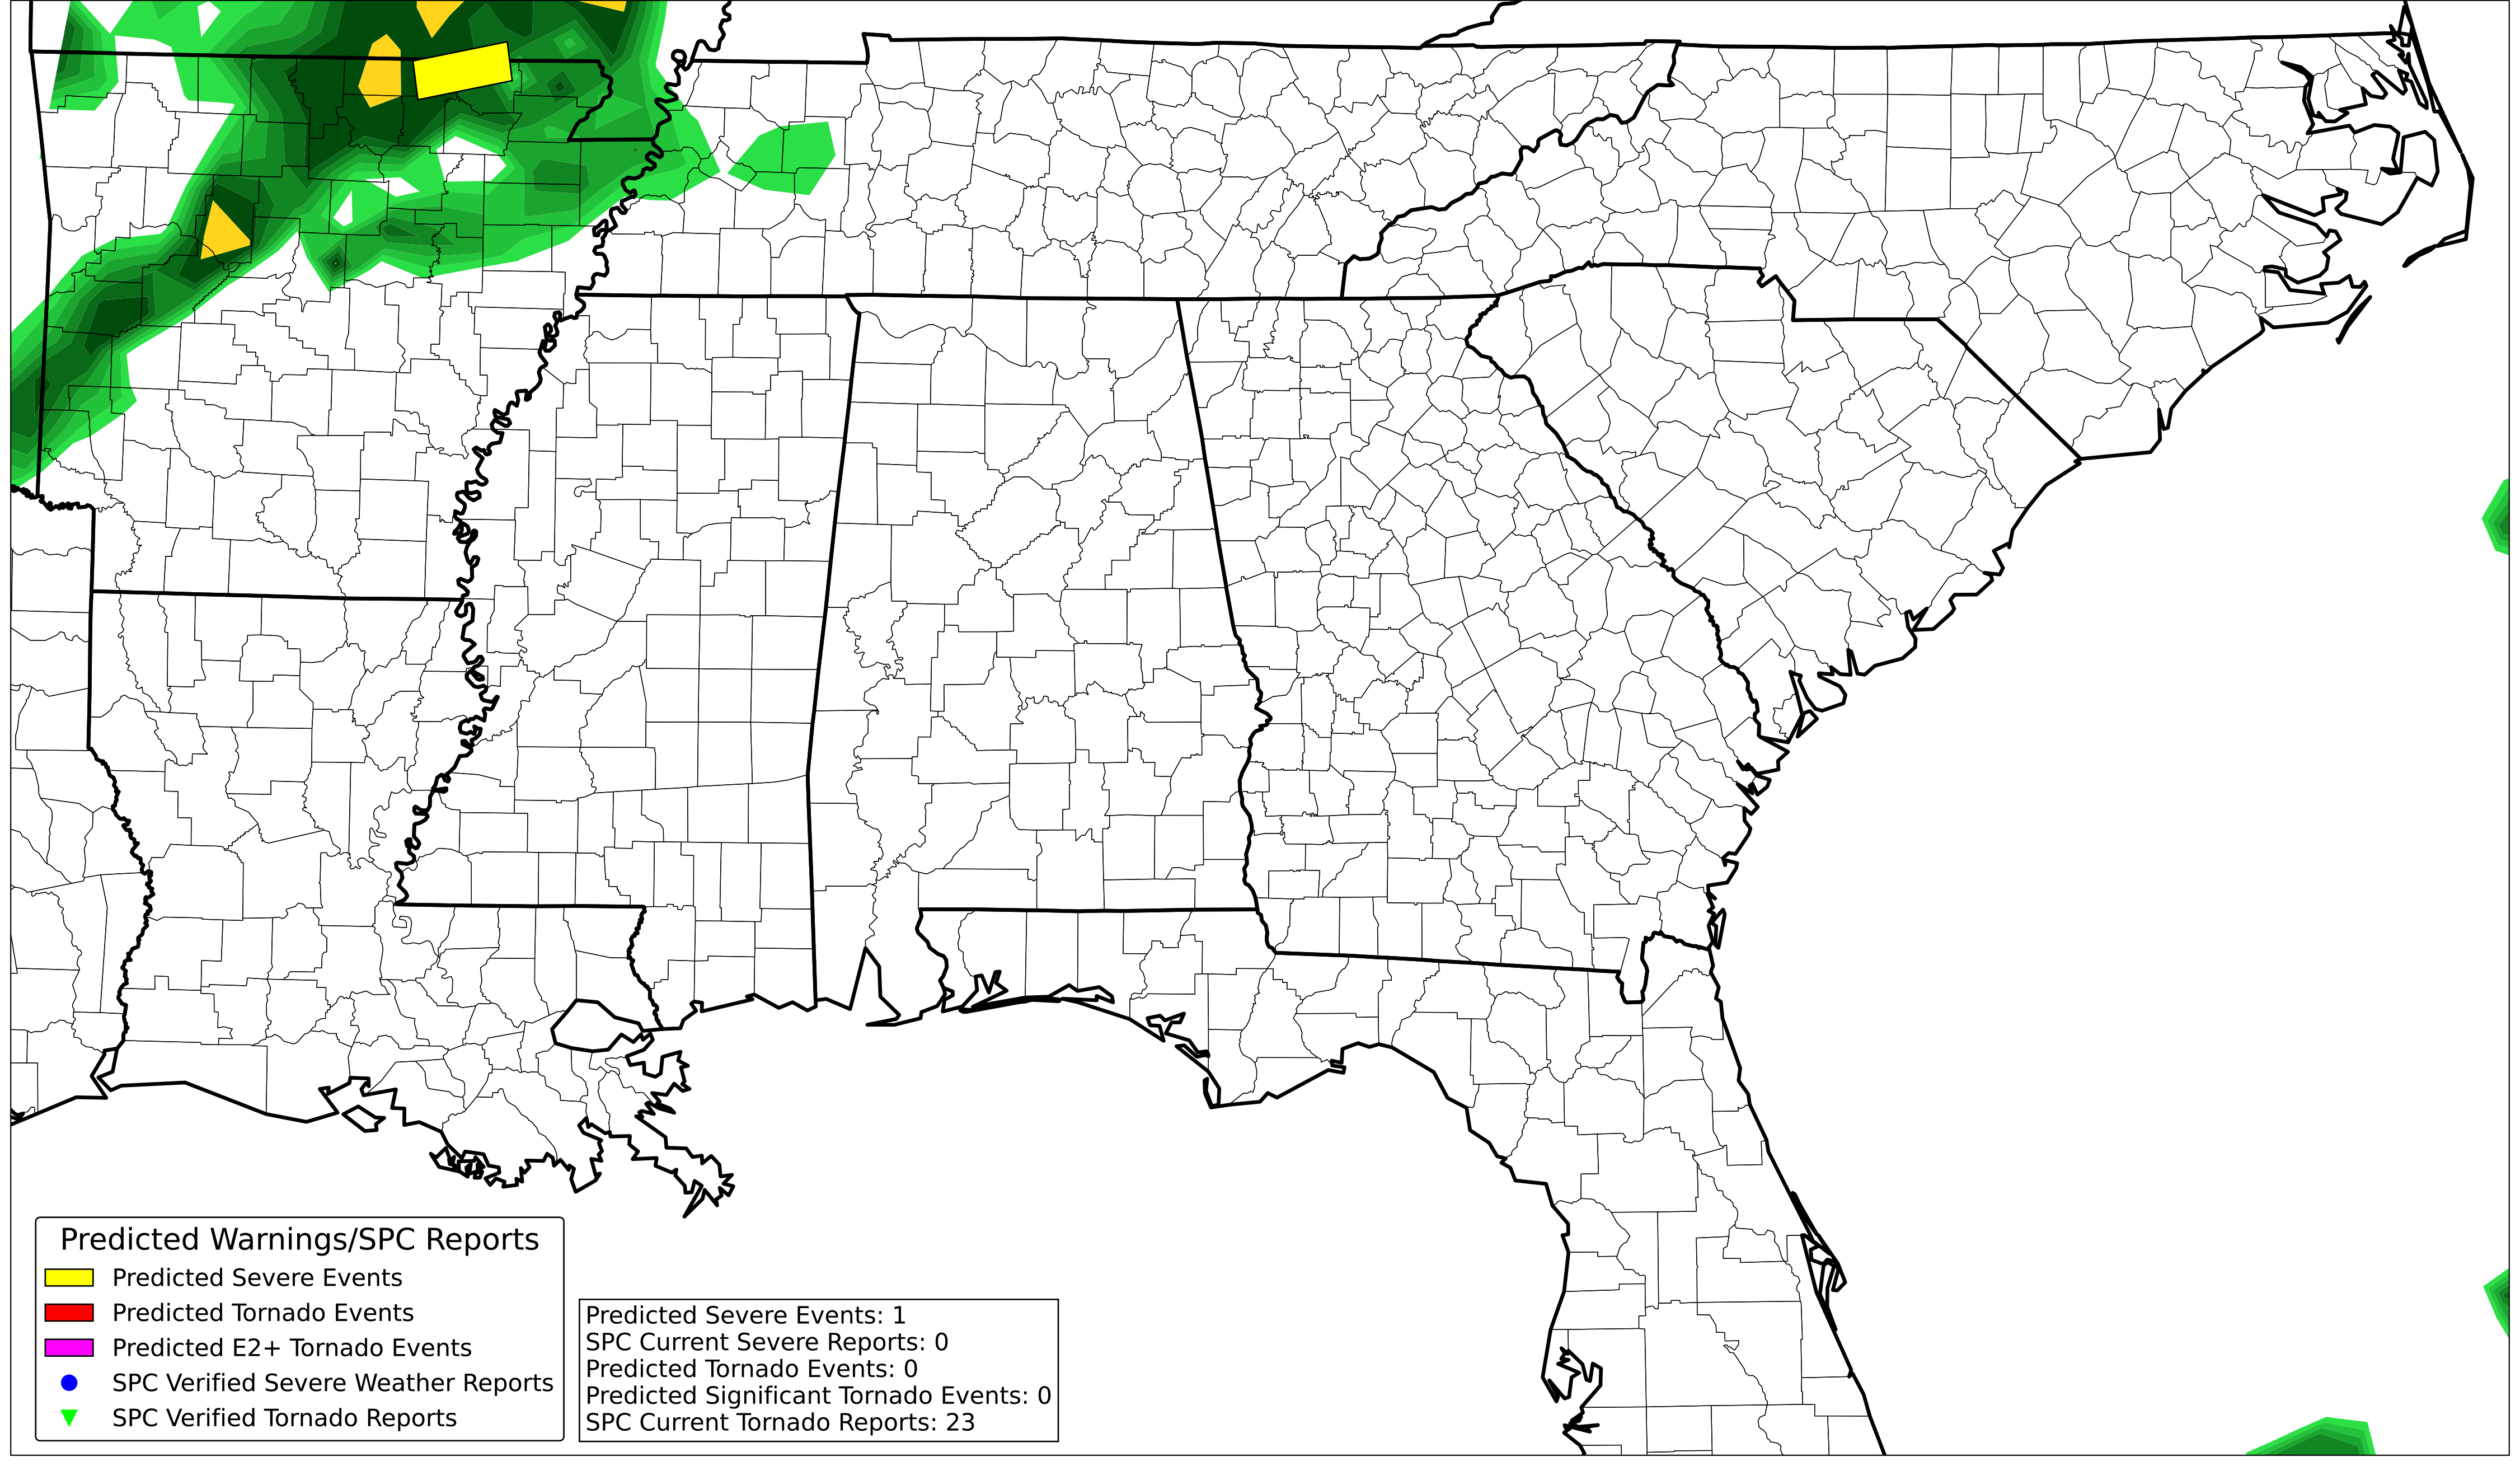 Predicted Warnings/SPC Reports
Predicted Severe Events
Predicted Tornado Events
Predicted E2+ Tornado Events
SPC Verified Severe Weather Reports
SPC Verified Tornado Reports
Predicted Severe Events: 1
SPC Current Severe Reports: 0
Predicted Tornado Events: 0
Predicted Significant Tornado Events: 0
SPC Current Tornado Reports: 23